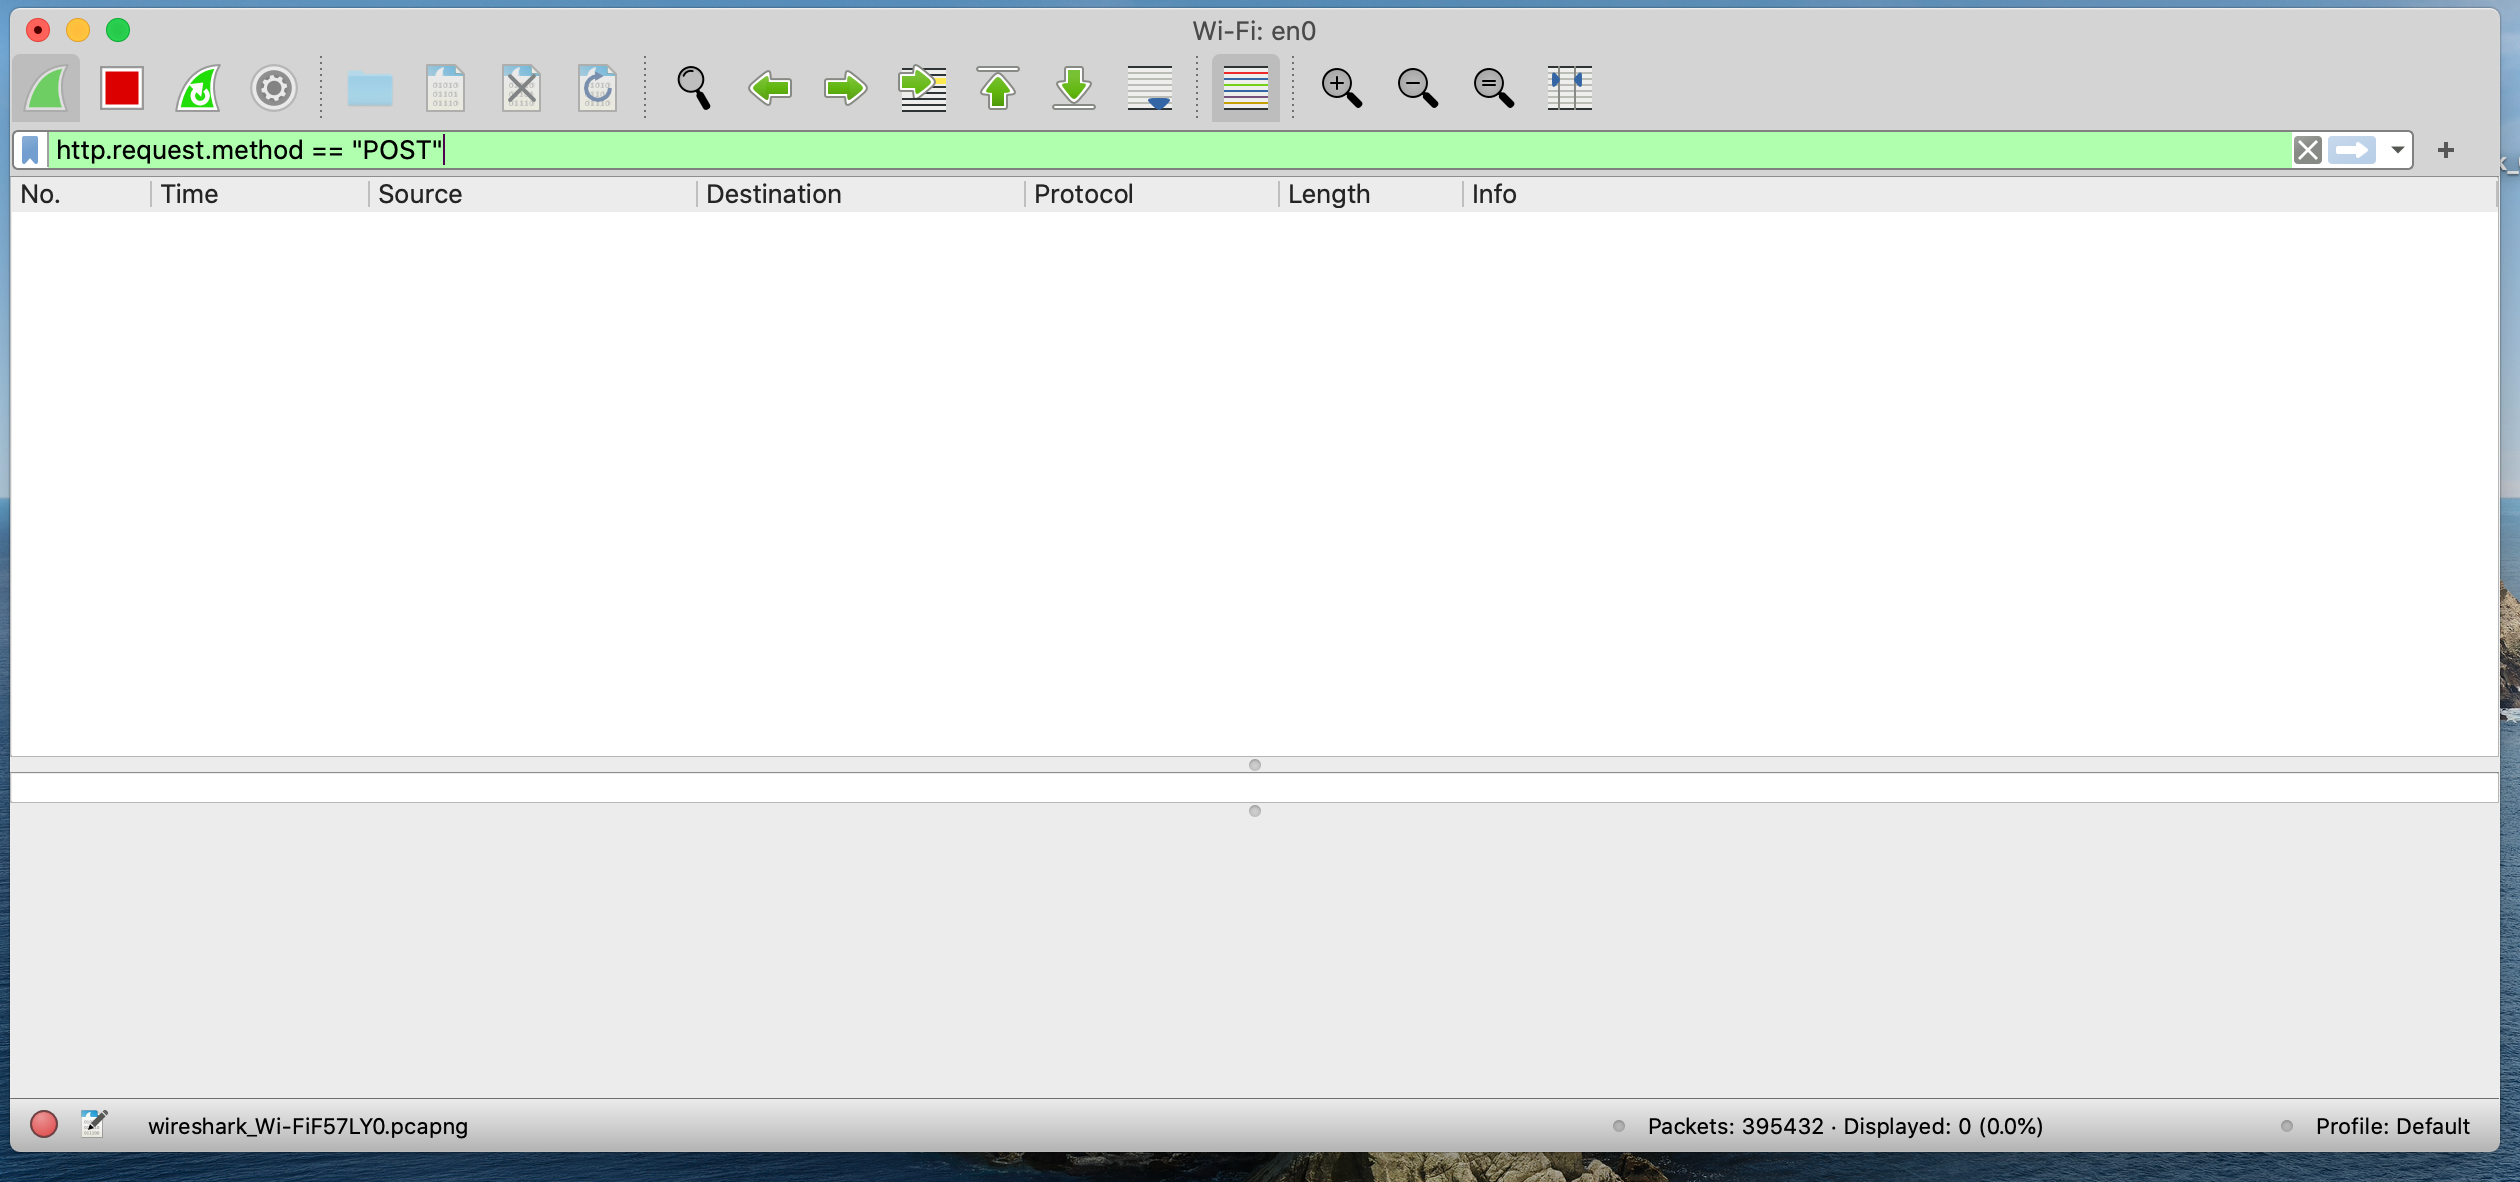 Wi-Fi: en0
http.request.method == "POST"
No. Time Source Destination Protocol Length Info
wireshark_Wi-FiF57LY0.pcapng Packets: 395432 · Displayed: 0 (0.0%) Profile: Default